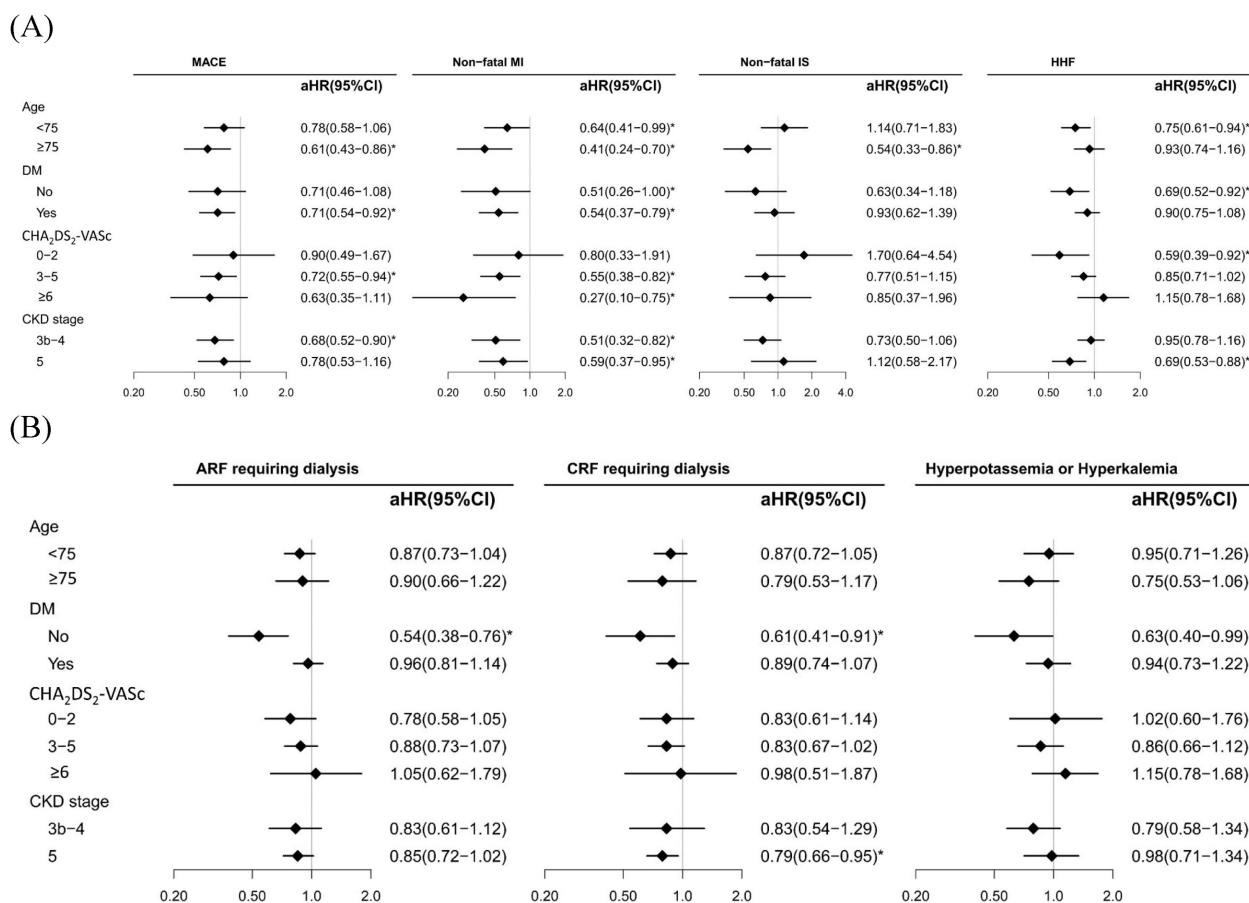 (A)
MACE Non-fatal MI Non-fatal IS HHF
aHR(95%CI) aHR(95%CI) aHR(95%CI) aHR(95%CI)
Age
<75 0.78(0.58−1.06) 0.64(0.41−0.99)* 1.14(0.71−1.83) 0.75(0.61−0.94)*
≥75 0.61(0.43−0.86)* 0.41(0.24−0.70)* 0.54(0.33−0.86)* 0.93(0.74−1.16)
DM
No 0.71(0.46−1.08) 0.51(0.26−1.00)* 0.63(0.34−1.18) 0.69(0.52−0.92)*
Yes 0.71(0.54−0.92)* 0.54(0.37−0.79)* 0.93(0.62−1.39) 0.90(0.75−1.08)
CHA₂DS₂-VASc
0−2 0.90(0.49−1.67) 0.80(0.33−1.91) 1.70(0.64−4.54) 0.59(0.39−0.92)*
3−5 0.72(0.55−0.94)* 0.55(0.38−0.82)* 0.77(0.51−1.15) 0.85(0.71−1.02)
≥6 0.63(0.35−1.11) 0.27(0.10−0.75)* 0.85(0.37−1.96) 1.15(0.78−1.68)
CKD stage
3b−4 0.68(0.52−0.90)* 0.51(0.32−0.82)* 0.73(0.50−1.06) 0.95(0.78−1.16)
5 0.78(0.53−1.16) 0.59(0.37−0.95)* 1.12(0.58−2.17) 0.69(0.53−0.88)*
0.20 0.50 1.0 2.0 0.20 0.50 1.0 2.0 0.20 0.50 1.0 2.0 4.0 0.20 0.50 1.0 2.0
(B)
ARF requiring dialysis CRF requiring dialysis Hyperpotassemia or Hyperkalemia
aHR(95%CI) aHR(95%CI) aHR(95%CI)
Age
<75 0.87(0.73−1.04) 0.87(0.72−1.05) 0.95(0.71−1.26)
≥75 0.90(0.66−1.22) 0.79(0.53−1.17) 0.75(0.53−1.06)
DM
No 0.54(0.38−0.76)* 0.61(0.41−0.91)* 0.63(0.40−0.99)
Yes 0.96(0.81−1.14) 0.89(0.74−1.07) 0.94(0.73−1.22)
CHA₂DS₂-VASc
0−2 0.78(0.58−1.05) 0.83(0.61−1.14) 1.02(0.60−1.76)
3−5 0.88(0.73−1.07) 0.83(0.67−1.02) 0.86(0.66−1.12)
≥6 1.05(0.62−1.79) 0.98(0.51−1.87) 1.15(0.78−1.68)
CKD stage
3b−4 0.83(0.61−1.12) 0.83(0.54−1.29) 0.79(0.58−1.34)
5 0.85(0.72−1.02) 0.79(0.66−0.95)* 0.98(0.71−1.34)
0.20 0.50 1.0 2.0 0.20 0.50 1.0 2.0 0.20 0.50 1.0 2.0